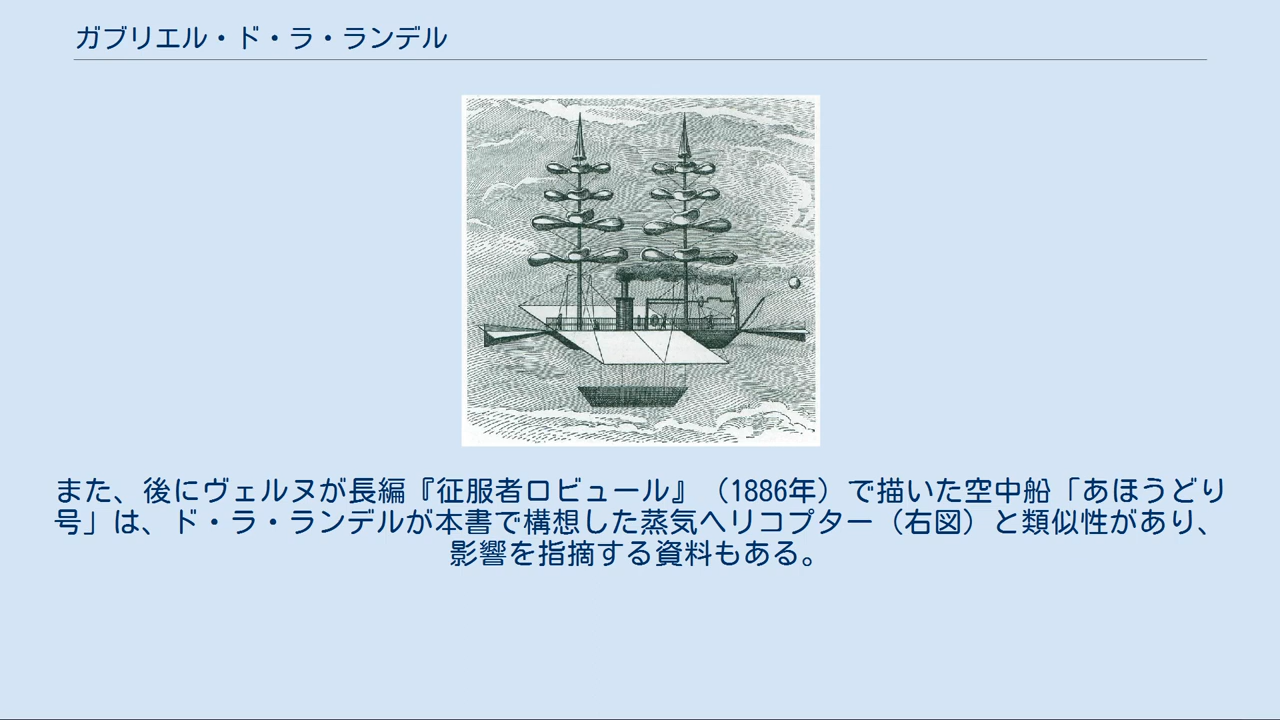 ガブリエル・ド・ラ・ランデル
また、後にヴェルヌが長編『征服者ロビュール』（1886年）で描いた空中船「あほうどり
号」は、ド・ラ・ランデルが本書で構想した蒸気ヘリコプター（右図）と類似性があり、
影響を指摘する資料もある。